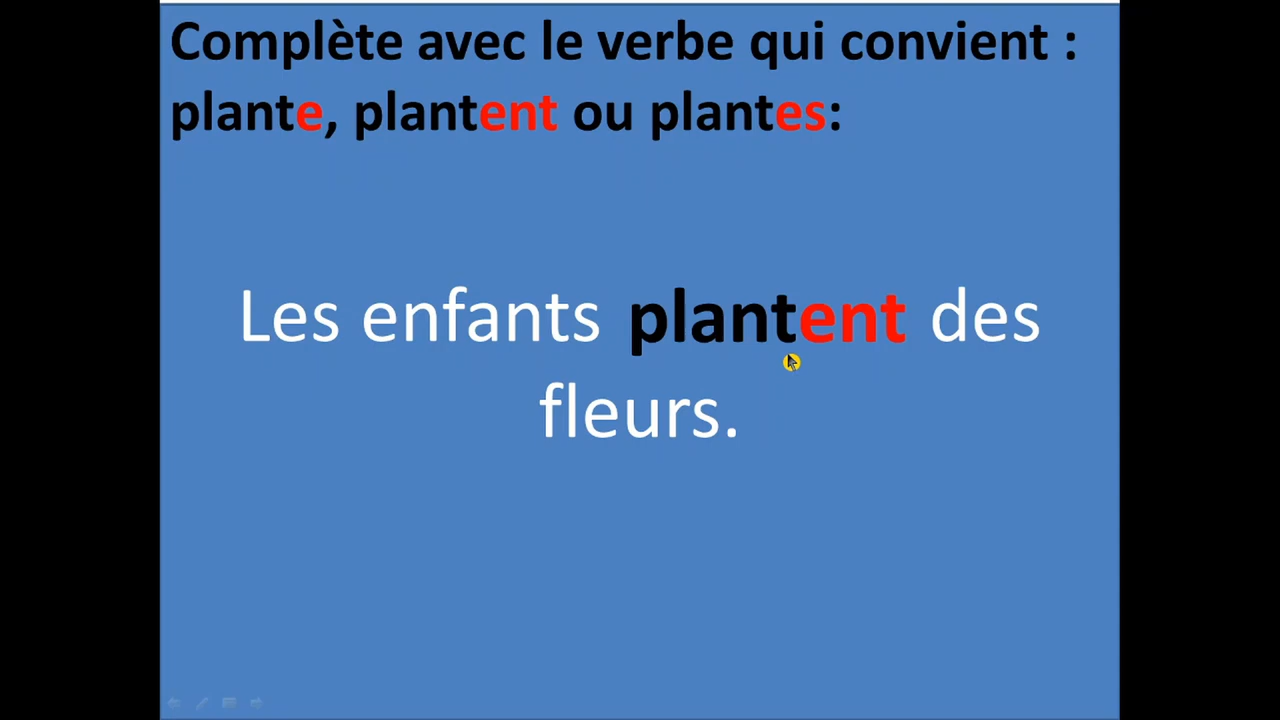 Complète avec le verbe qui convient :
plante, plantent ou plantes:
Les enfants plantent des
fleurs.